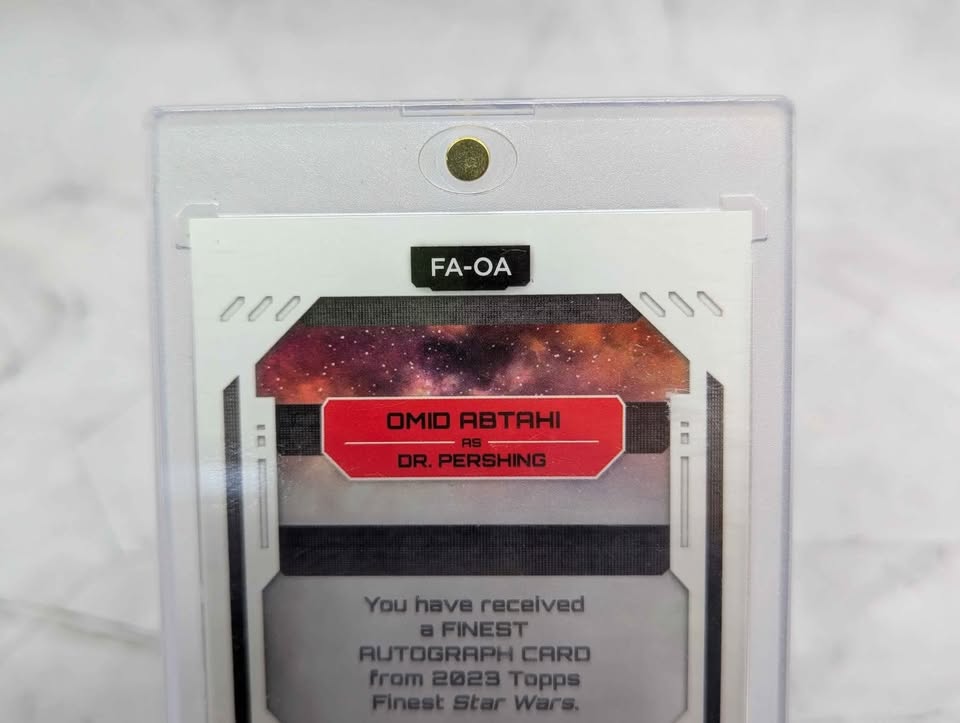 FA-OA
OMID ABTAHI
AS
DR. PERSHING
You have received
a FINEST
AUTOGRAPH CARD
from 2023 Topps
Finest Star Wars.